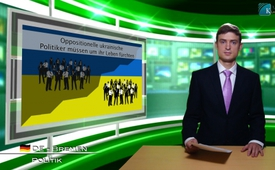 Oppositionelle ukrainische
Politiker müssen um ihr Leben fürchten!
DE - BREMEN
POLITIK